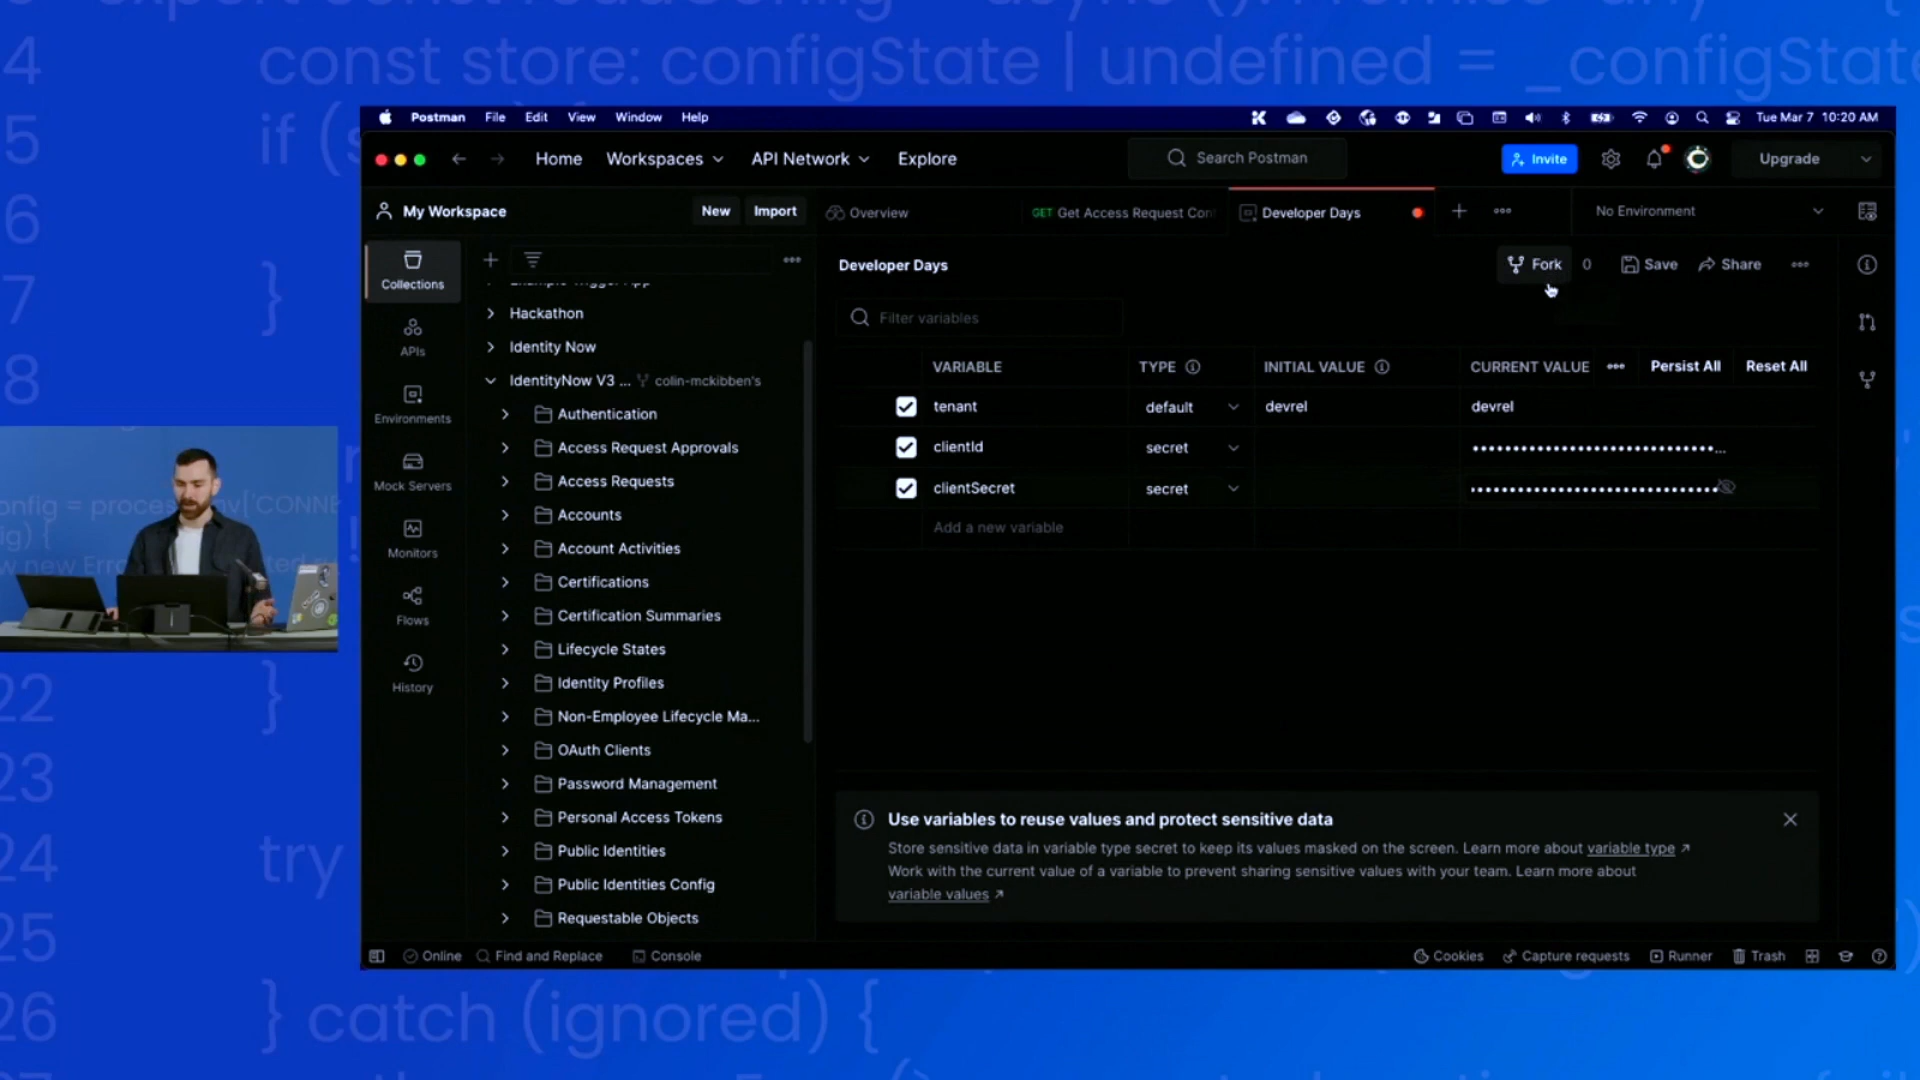 const store: configState | undefined = _configState
4
5
if (s
6
7
}
8
22
}
23
24
try
25
26
} catch (ignored) {
Postman File Edit View Window Help
Tue Mar 7 10:20 AM
Home Workspaces API Network Explore
Search Postman
Invite
Upgrade
My Workspace
New Import
Overview
GET Get Access Request Con
Developer Days
No Environment
Collections
APIs
Environments
Mock Servers
Monitors
Flows
History
Example Trigger App
Hackathon
Identity Now
IdentityNow V3 ... colin-mckibben's
Authentication
Access Request Approvals
Access Requests
Accounts
Account Activities
Certifications
Certification Summaries
Lifecycle States
Identity Profiles
Non-Employee Lifecycle Ma...
OAuth Clients
Password Management
Personal Access Tokens
Public Identities
Public Identities Config
Requestable Objects
Developer Days
Fork 0 Save Share
Filter variables
VARIABLE TYPE INITIAL VALUE CURRENT VALUE Persist All Reset All
tenant default devrel devrel
clientId secret
clientSecret secret
Add a new variable
Use variables to reuse values and protect sensitive data
Store sensitive data in variable type secret to keep its values masked on the screen. Learn more about variable type ↗
Work with the current value of a variable to prevent sharing sensitive values with your team. Learn more about
variable values ↗
Online Find and Replace Console
Cookies Capture requests Runner Trash